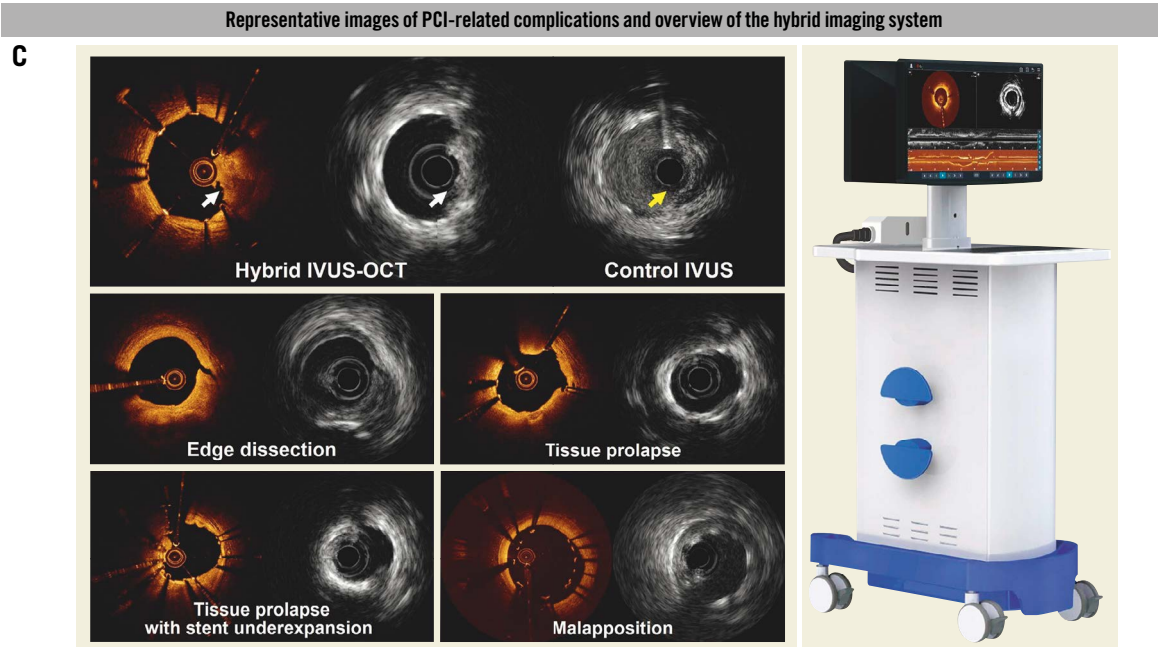 Representative images of PCI-related complications and overview of the hybrid imaging system
C
Hybrid IVUS-OCT
Control IVUS
Edge dissection
Tissue prolapse
Tissue prolapse
with stent underexpansion
Malapposition